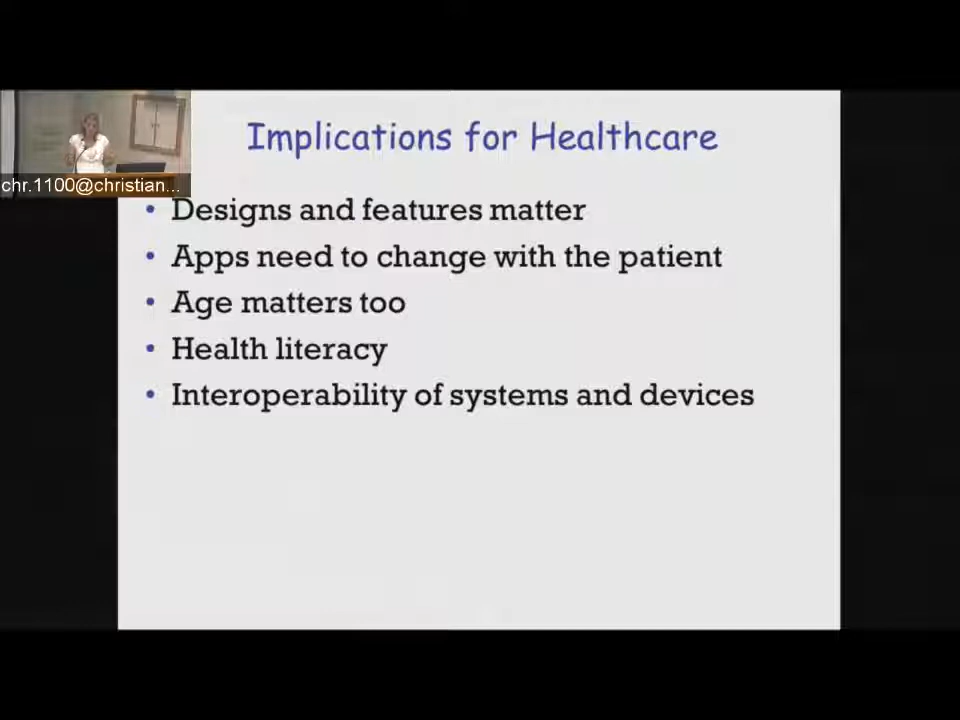 Implications for Healthcare
chr.1100@christian...
• Designs and features matter
• Apps need to change with the patient
• Age matters too
• Health literacy
• Interoperability of systems and devices